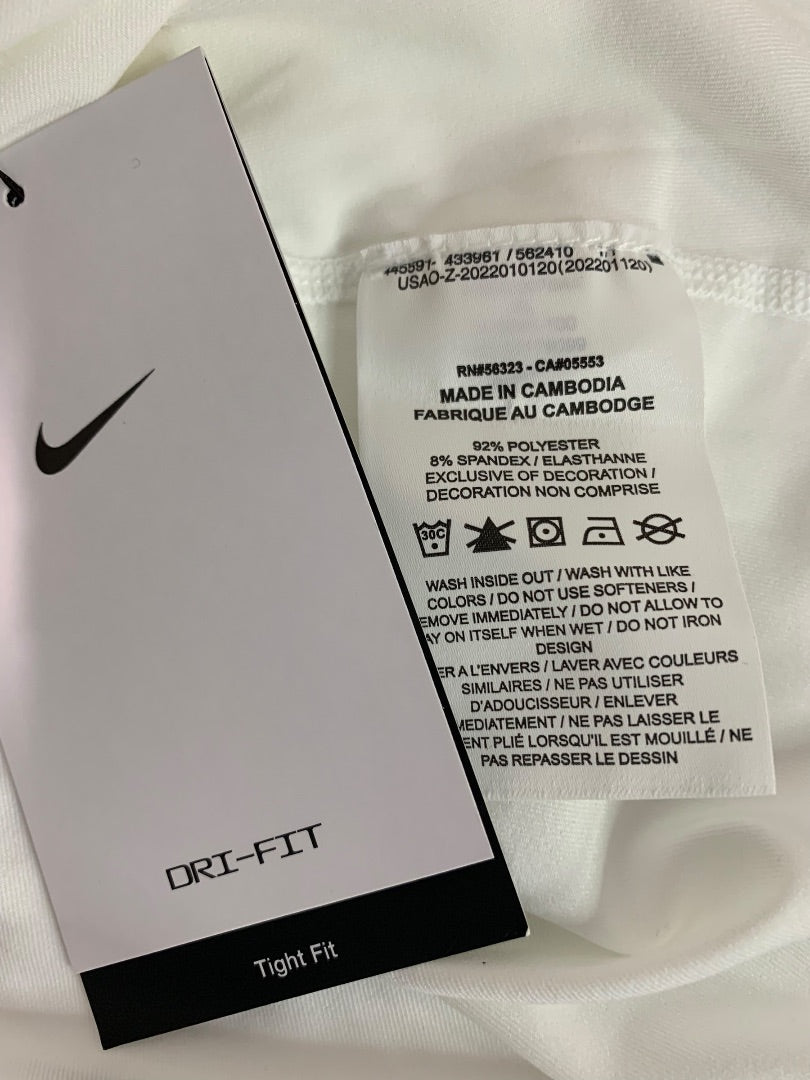 433961 / 562410
USAO-Z-2022010120(202201120)
RN#56323 - CA#05553
MADE IN CAMBODIA
FABRIQUE AU CAMBODGE
92% POLYESTER
8% SPANDEX / ELASTHANNE
EXCLUSIVE OF DECORATION /
DECORATION NON COMPRISE
30C
WASH INSIDE OUT / WASH WITH LIKE
COLORS / DO NOT USE SOFTENERS /
EMOVE IMMEDIATELY / DO NOT ALLOW TO
AY ON ITSELF WHEN WET / DO NOT IRON
DESIGN
ER A L'ENVERS / LAVER AVEC COULEURS
SIMILAIRES / NE PAS UTILISER
D'ADOUCISSEUR / ENLEVER
MEDIATEMENT / NE PAS LAISSER LE
ENT PLIÉ LORSQU'IL EST MOUILLÉ / NE
PAS REPASSER LE DESSIN
DRI-FIT
Tight Fit